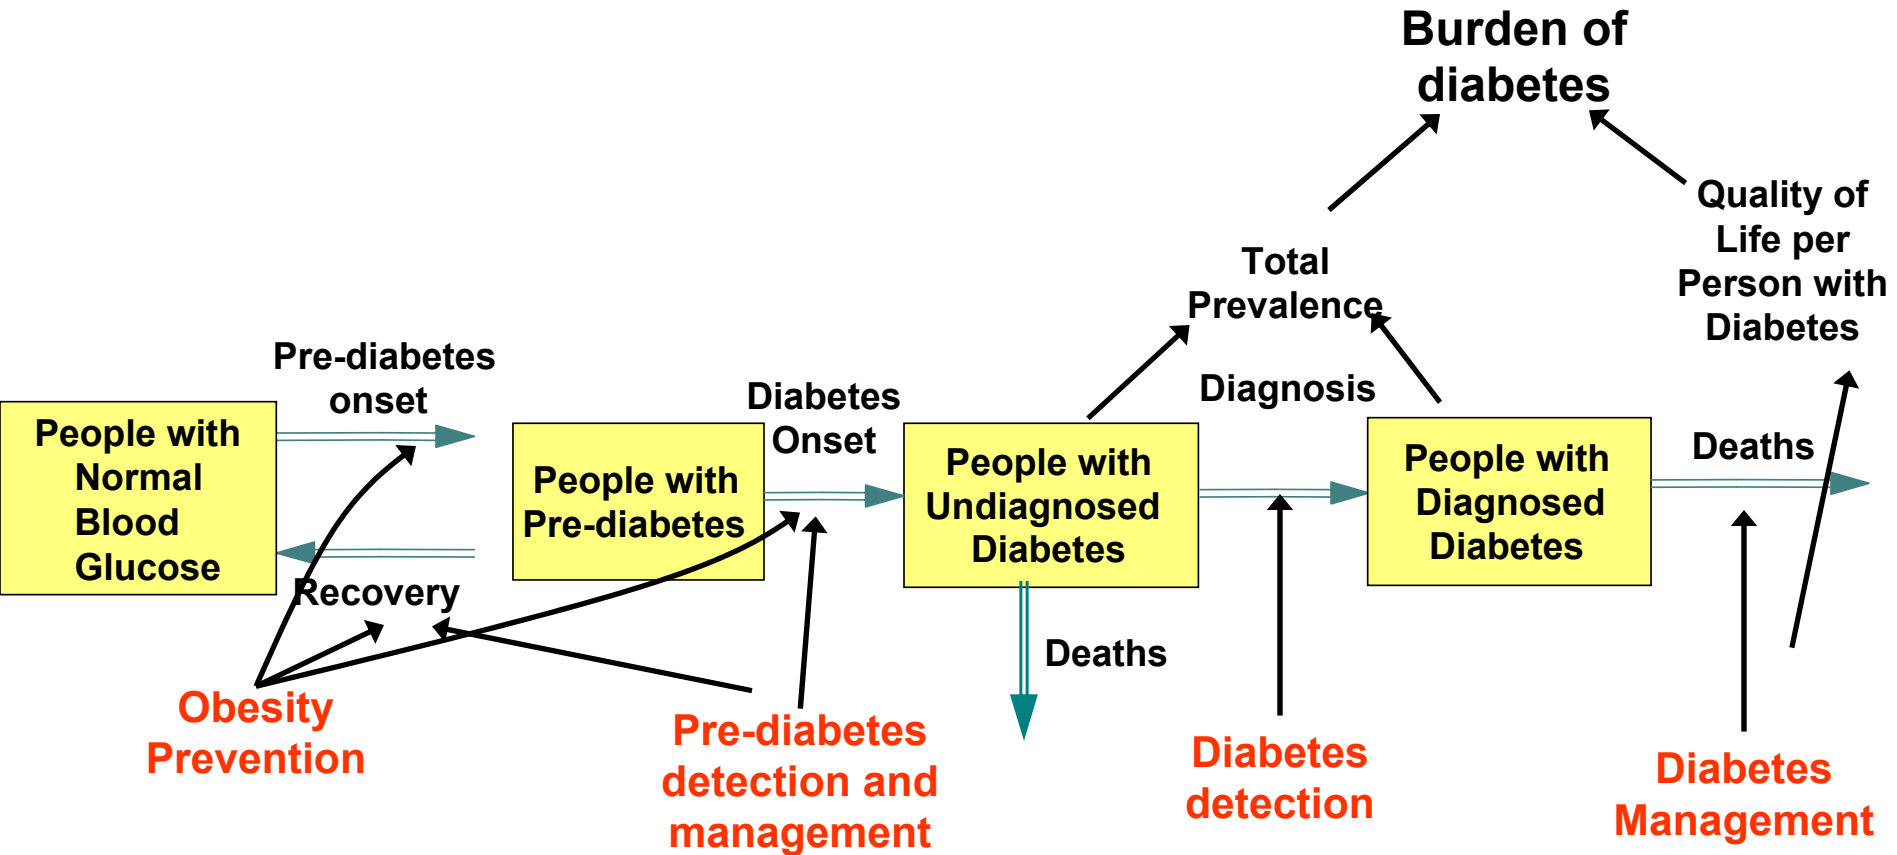 Burden of
diabetes
Quality of
Life per
Person with
Diabetes
Total
Prevalence
Pre-diabetes
onset
Diabetes
Onset
Diagnosis
Deaths
People with
Normal
Blood
Glucose
People with
Pre-diabetes
People with
Undiagnosed
Diabetes
People with
Diagnosed
Diabetes
Recovery
Deaths
Obesity
Prevention
Pre-diabetes
detection and
management
Diabetes
detection
Diabetes
Management